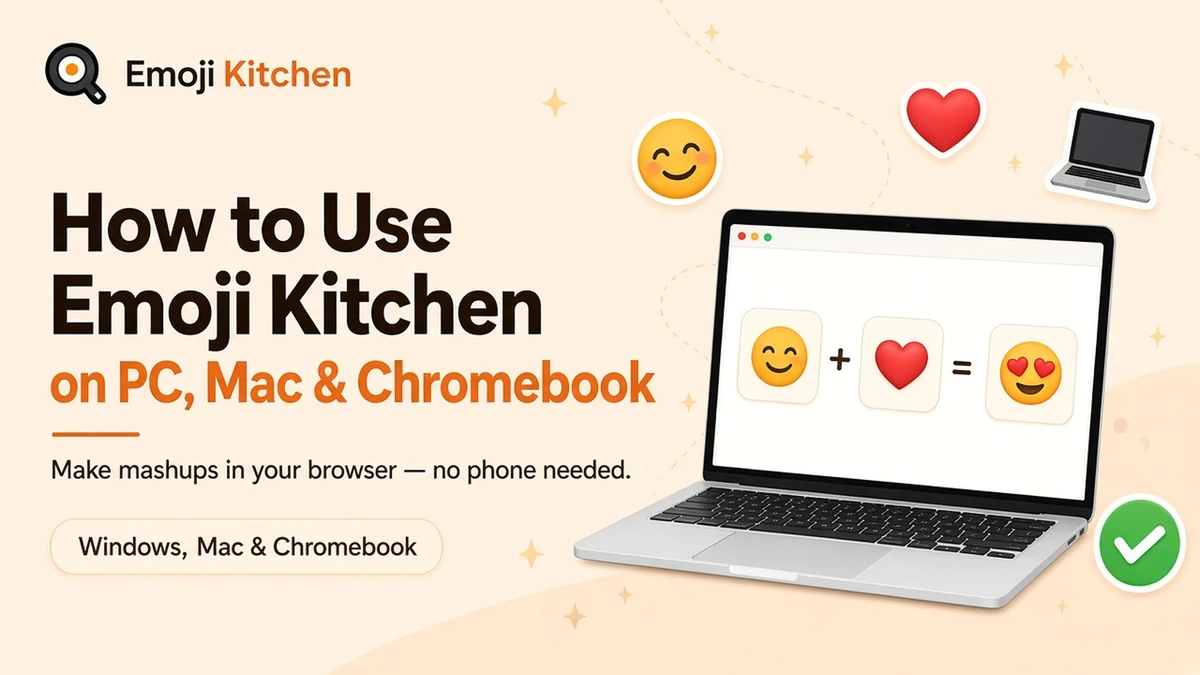 Emoji Kitchen
How to Use
Emoji Kitchen
on PC, Mac & Chromebook
Make mashups in your browser — no phone needed.
Windows, Mac & Chromebook
+
=